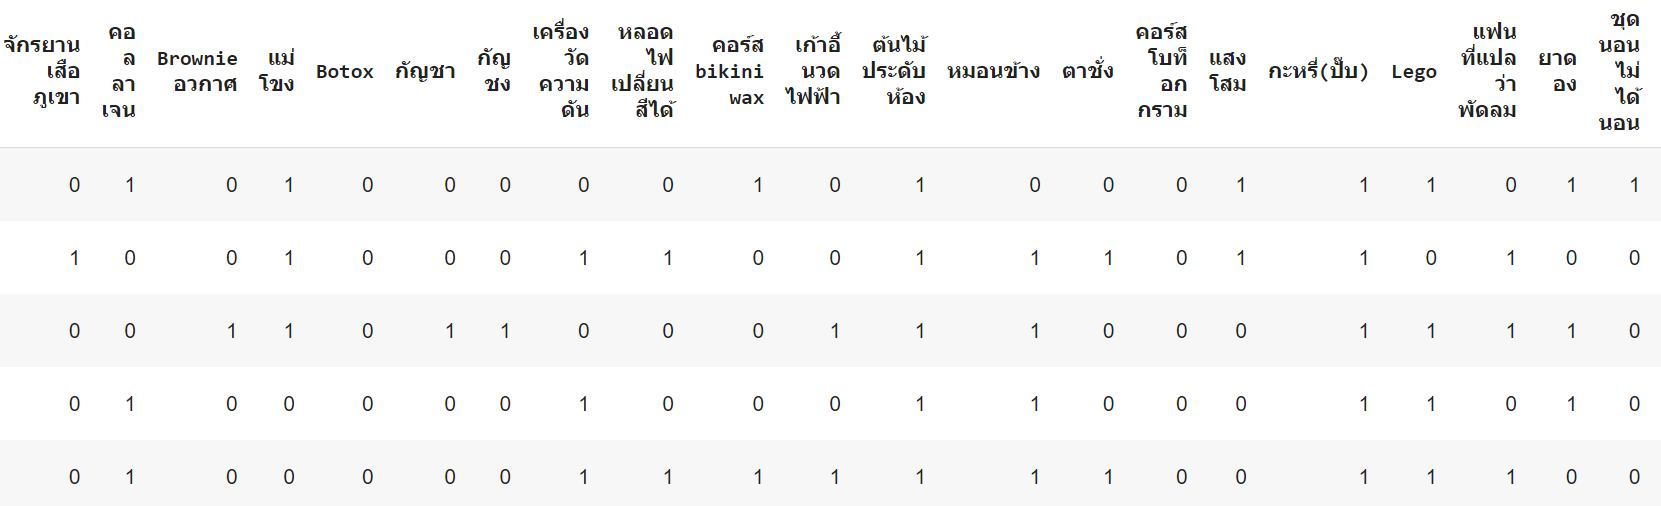 จักรยานเสือภูเขา คอลลาเจน Brownie อวกาศ แม่โขง Botox กัญชา กัญชง เครื่องวัดความดัน หลอดไฟเปลี่ยนสีได้ คอร์ส bikini wax เก้าอี้นวดไฟฟ้า ต้นไม้ประดับห้อง หมอนข้าง ตาชั่ง คอร์สโบท็อกกราม แสงโสม กะหรี่(ปั๊บ) Lego แฟนที่แปลว่าพัดลม ยาดอง ชุดนอนไม่ได้นอน
0 1 0 1 0 0 0 0 0 1 0 1 0 0 0 1 1 1 0 1 1
1 0 0 1 0 0 0 1 1 0 0 1 1 1 0 1 1 0 1 0 0
0 0 1 1 0 1 1 0 0 0 1 1 1 0 0 0 1 1 1 1 0
0 1 0 0 0 0 0 1 0 0 0 1 1 0 0 0 1 1 0 1 0
0 1 0 0 0 0 0 1 1 1 1 1 1 1 0 0 1 1 1 0 0